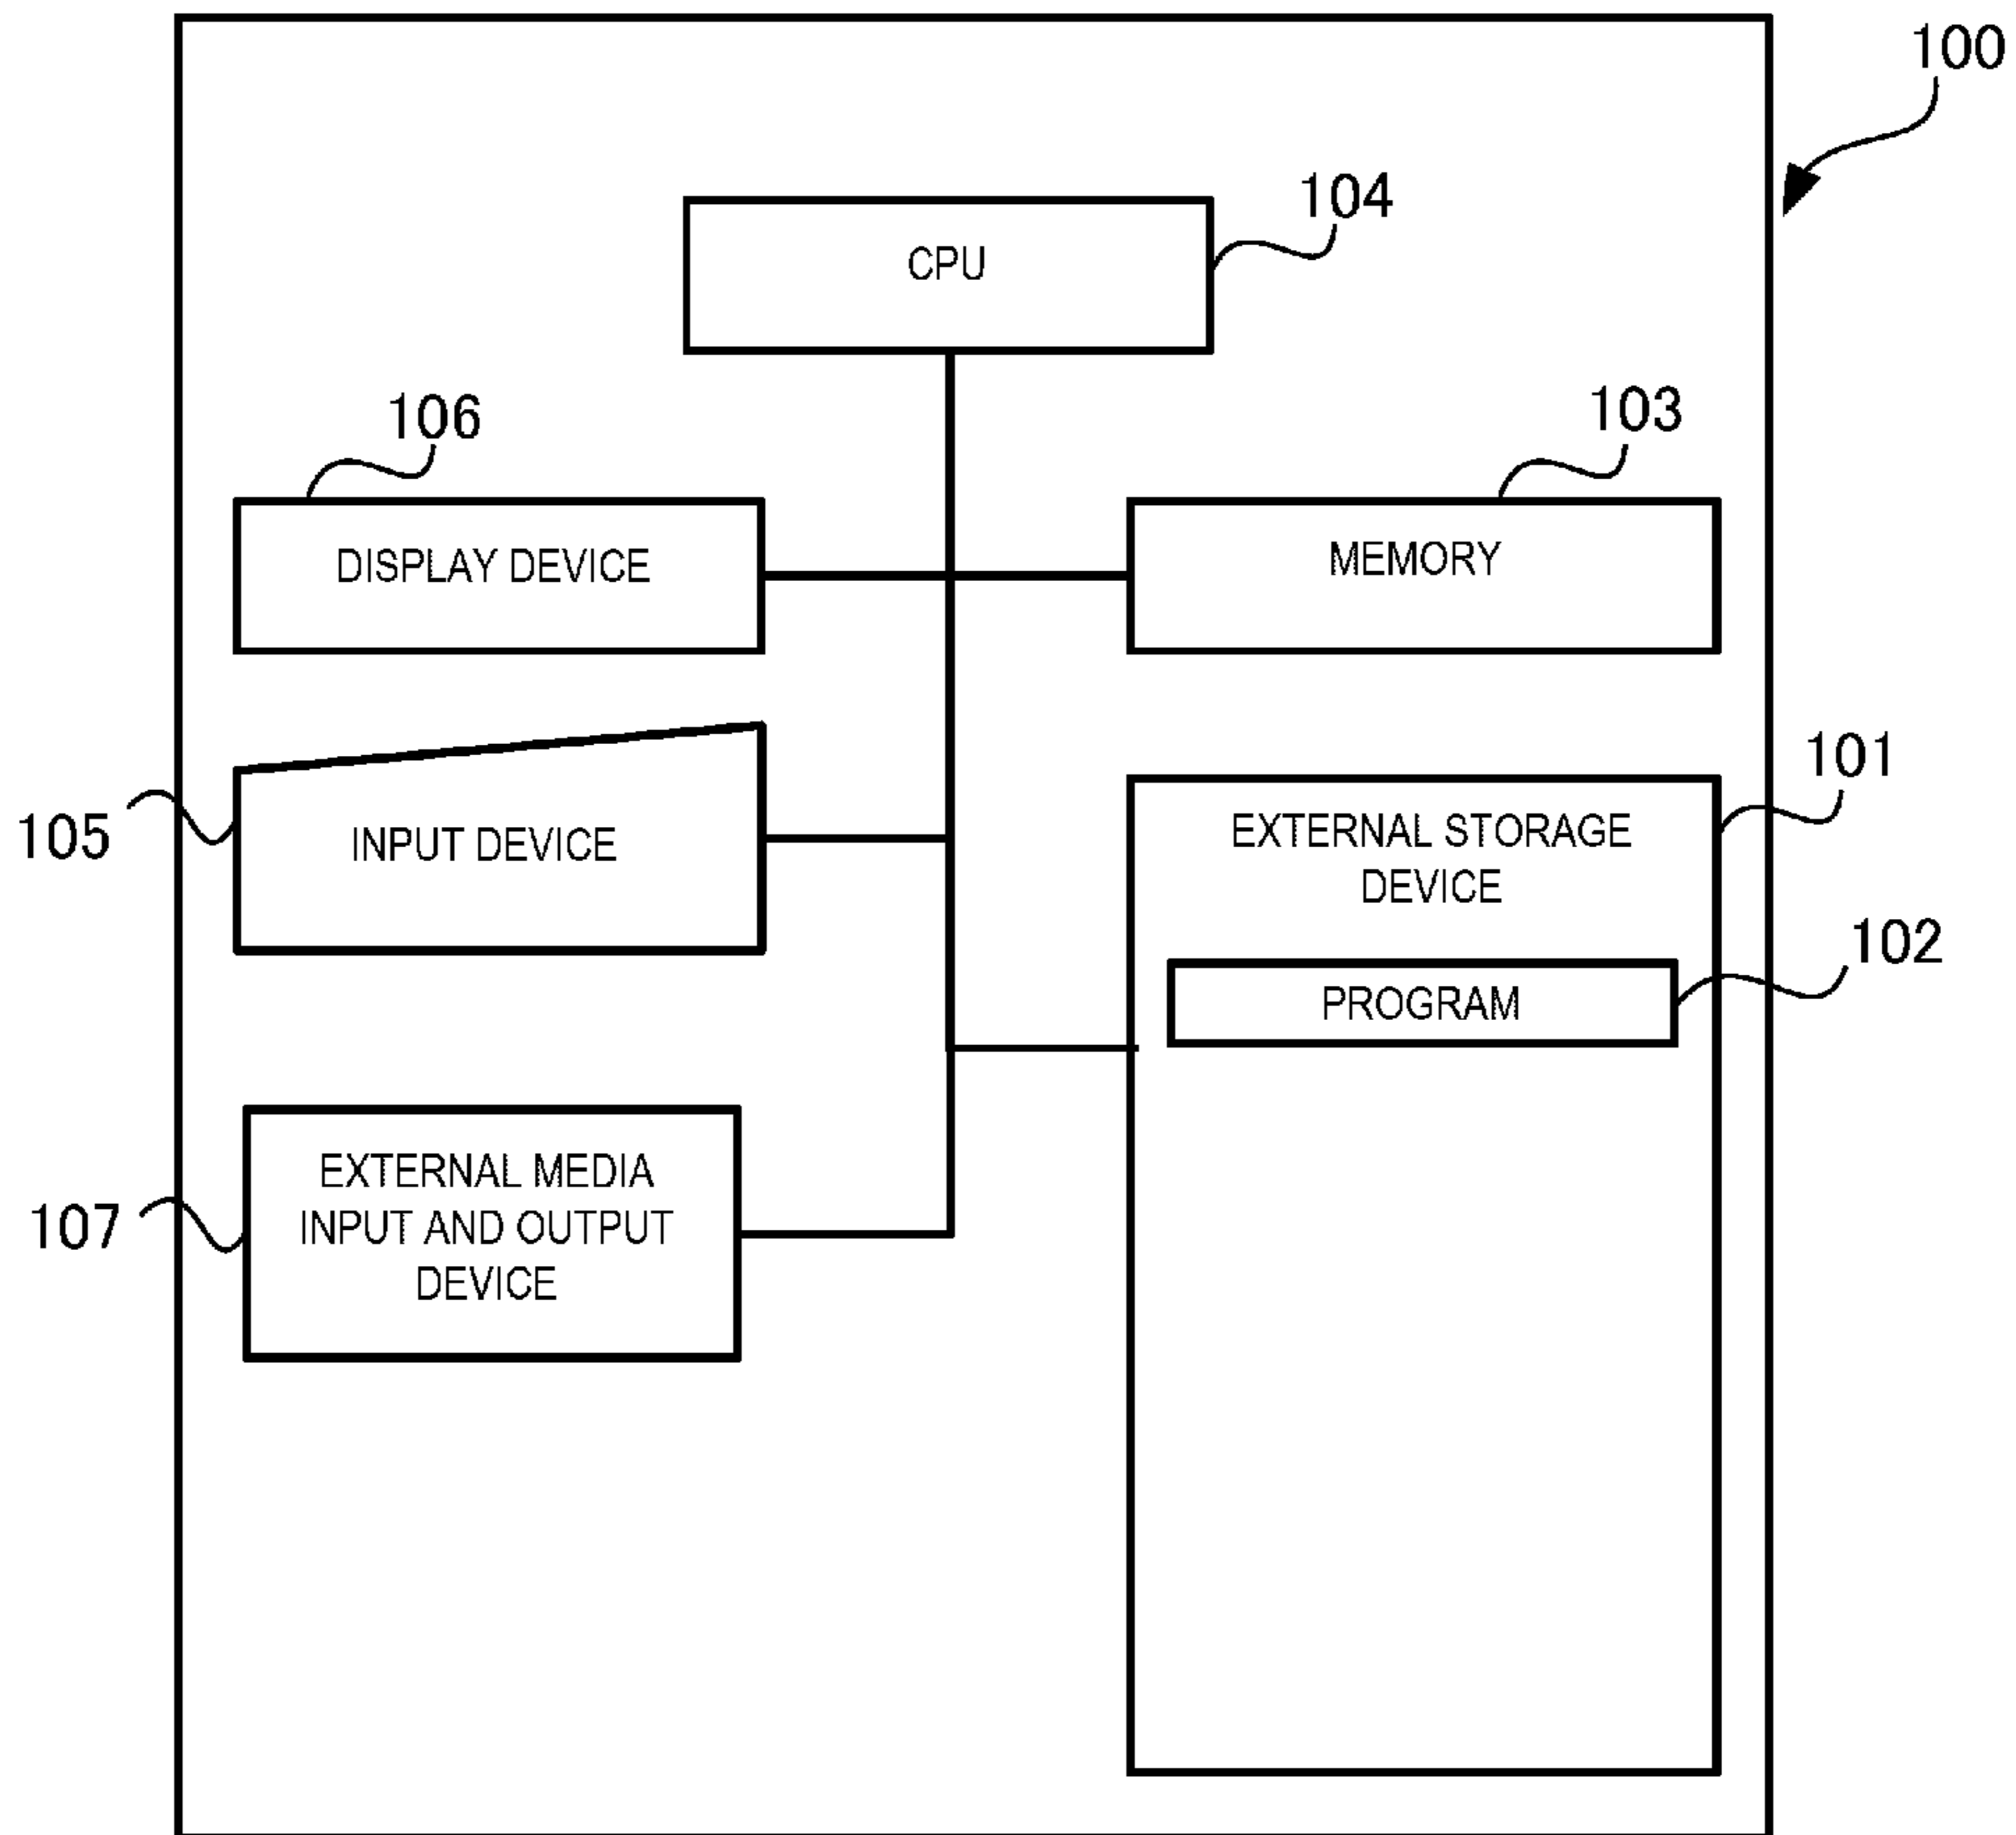 100
104
CPU
106
103
DISPLAY DEVICE
MEMORY
101
105
INPUT DEVICE
EXTERNAL STORAGE
DEVICE
102
PROGRAM
107
EXTERNAL MEDIA
INPUT AND OUTPUT
DEVICE